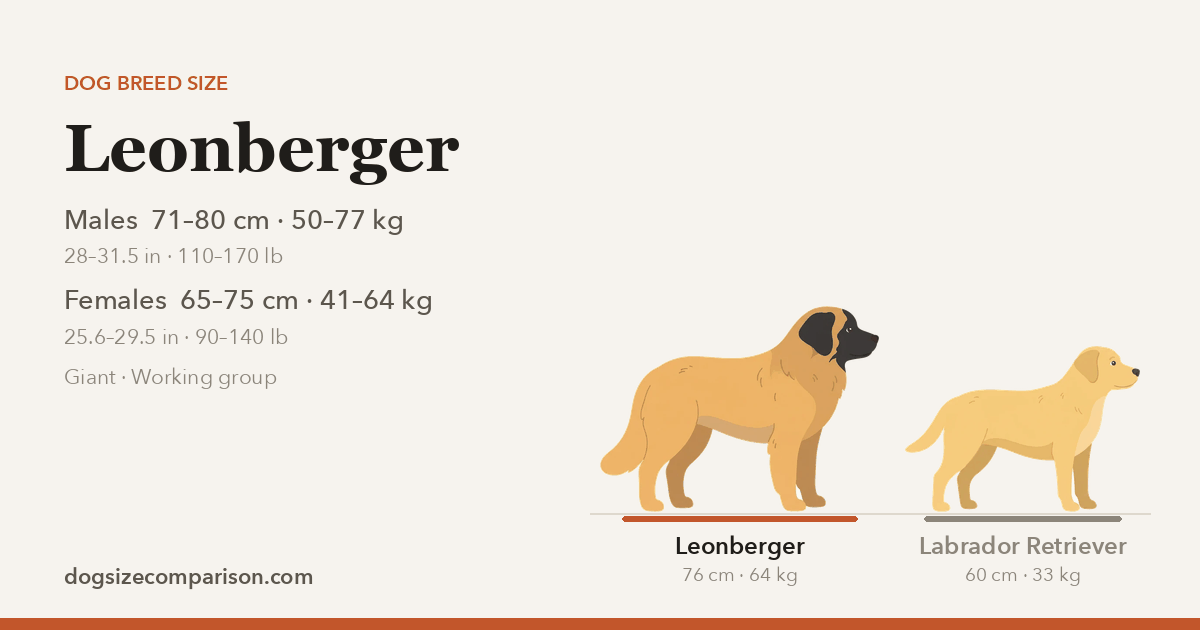 DOG BREED SIZE
Leonberger
Males 71–80 cm · 50–77 kg
28–31.5 in · 110–170 lb
Females 65–75 cm · 41–64 kg
25.6–29.5 in · 90–140 lb
Giant · Working group
Leonberger
76 cm · 64 kg
Labrador Retriever
60 cm · 33 kg
dogsizecomparison.com